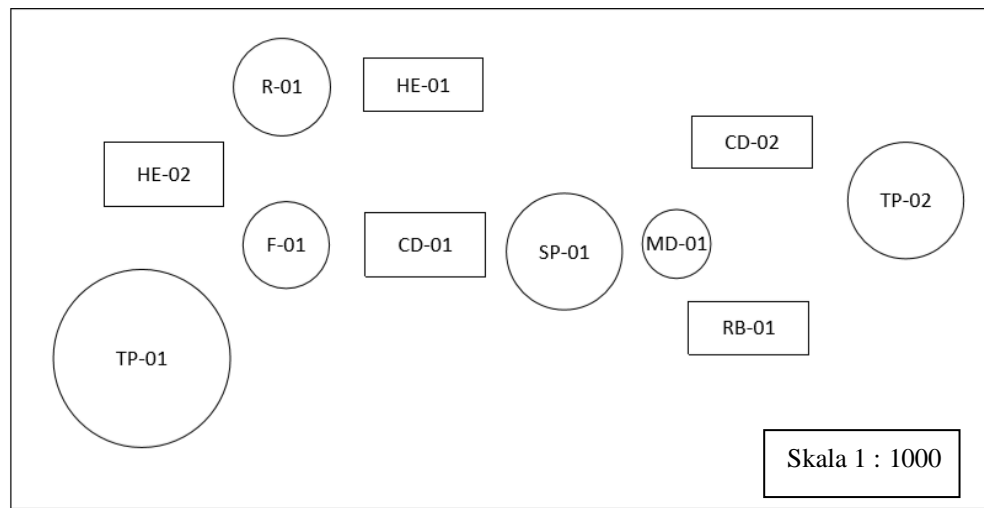 R-01
HE-01
CD-02
HE-02
TP-02
F-01
CD-01
SP-01
MD-01
RB-01
TP-01
Skala 1 : 1000